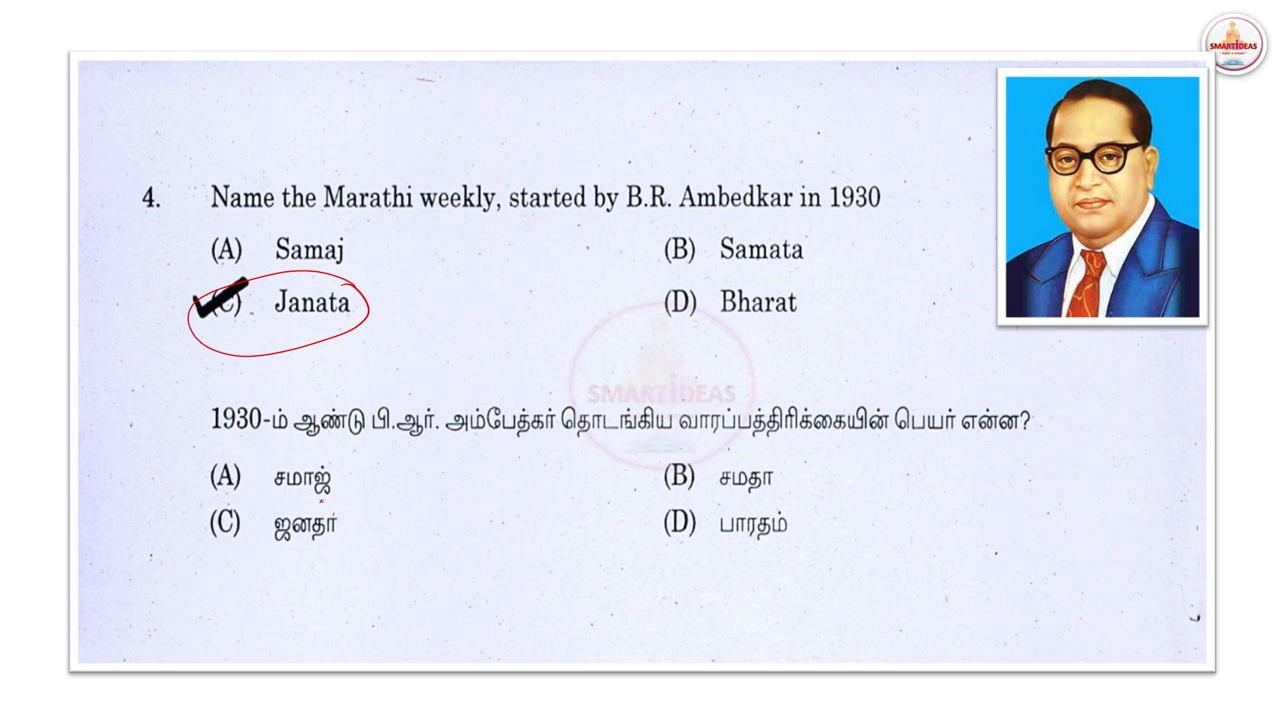 SMARTIDEAS
4. Name the Marathi weekly, started by B.R. Ambedkar in 1930
(A) Samaj (B) Samata
(C) Janata (D) Bharat
SMARTIDEAS
1930-ம் ஆண்டு பி.ஆர். அம்பேத்கர் தொடங்கிய வாரப்பத்திரிக்கையின் பெயர் என்ன?
(A) சமாஜ் (B) சமதா
(C) ஜனதா (D) பாரதம்